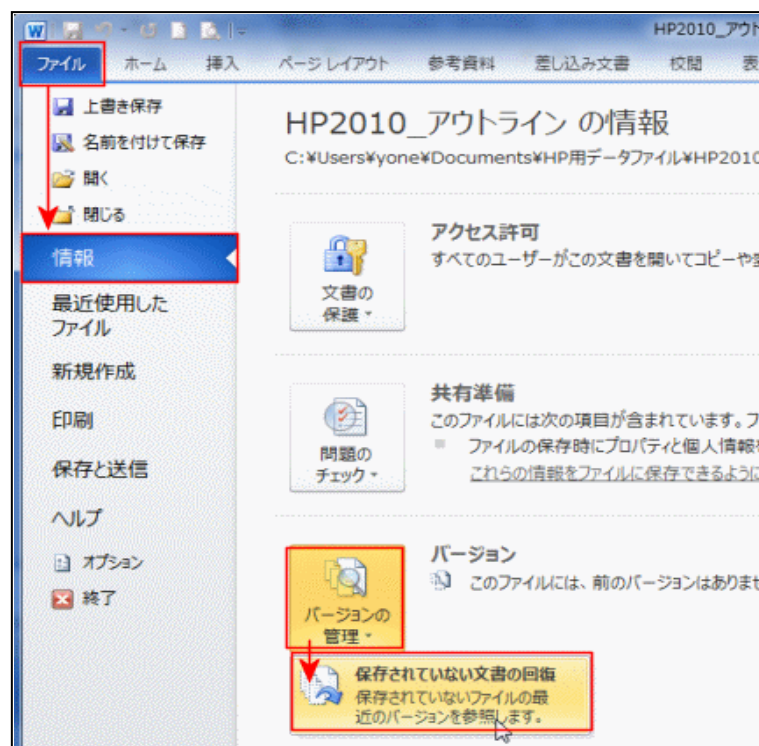 HP2010_アウト
ファイル ホーム 挿入 ページ レイアウト 参考資料 差し込み文書 校閲 表
上書き保存
名前を付けて保存
開く
閉じる
情報
最近使用した
ファイル
新規作成
印刷
保存と送信
ヘルプ
オプション
終了
HP2010_アウトライン の情報
C:¥Users¥yone¥Documents¥HP用データファイル¥HP2010
文書の
保護
アクセス許可
すべてのユーザーがこの文書を開いてコピーや
問題の
チェック
共有準備
このファイルには次の項目が含まれています。フ
ファイルの保存時にプロパティと個人情報
これらの情報をファイルに保存できるように
バージョンの
管理
バージョン
このファイルには、前のバージョンはありませ
保存されていない文書の回復
保存されていないファイルの最
近のバージョンを参照します。